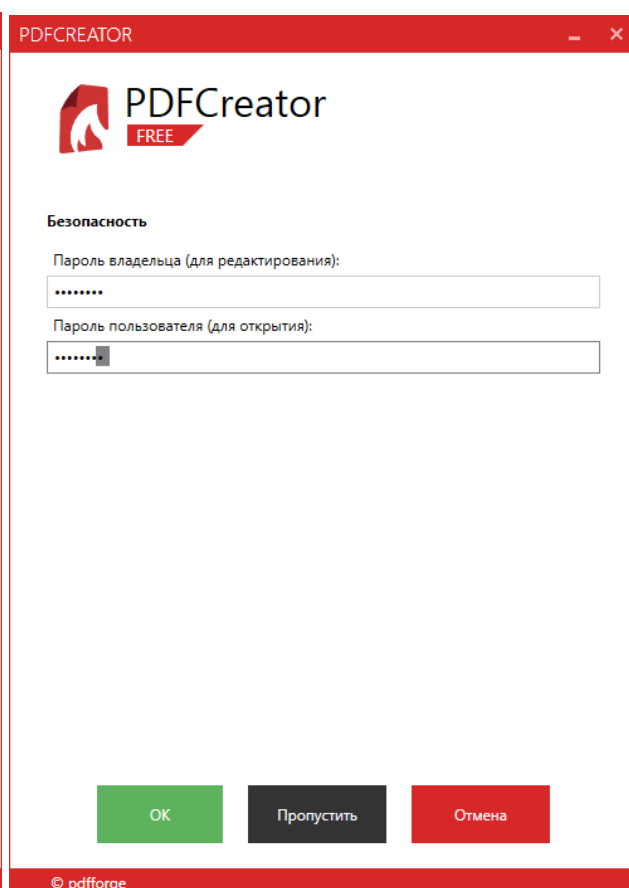 PDFCREATOR
PDFCreator
FREE
Безопасность
Пароль владельца (для редактирования):
••••••••
Пароль пользователя (для открытия):
••••••••
OK
Пропустить
Отмена
© pdfforge